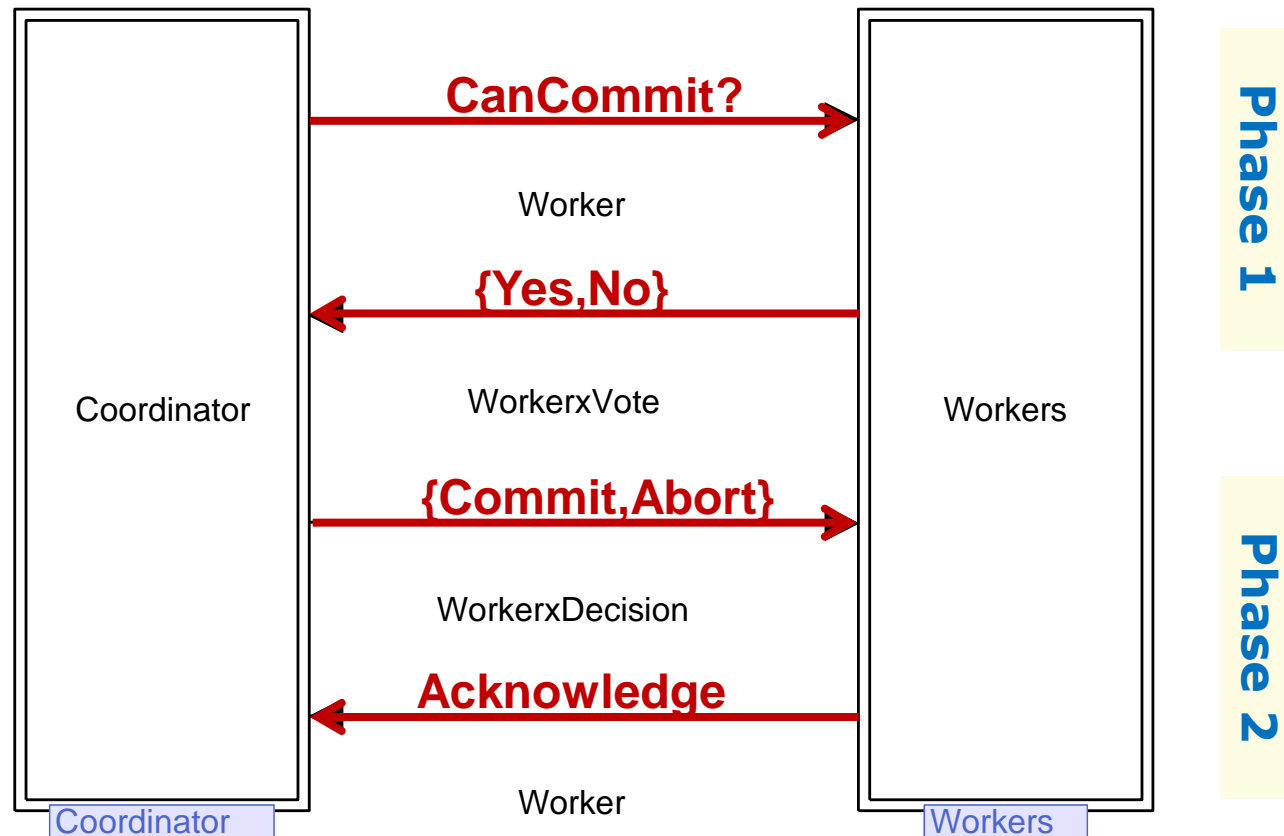 CanCommit?
Worker
{Yes,No}
Coordinator
WorkerxVote
Workers
{Commit,Abort}
WorkerxDecision
Acknowledge
Worker
Coordinator
Workers
Phase 1
Phase 2